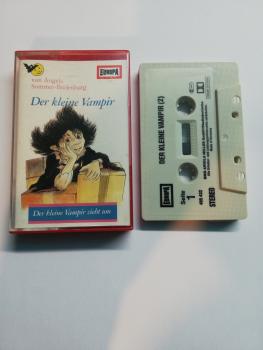 EUROPA
von Angela
Sommer-Bodenburg
Der kleine Vampir
Der kleine Vampir zieht um
DER KLEINE VAMPIR (2)
EUROPA
Seite
1
STEREO